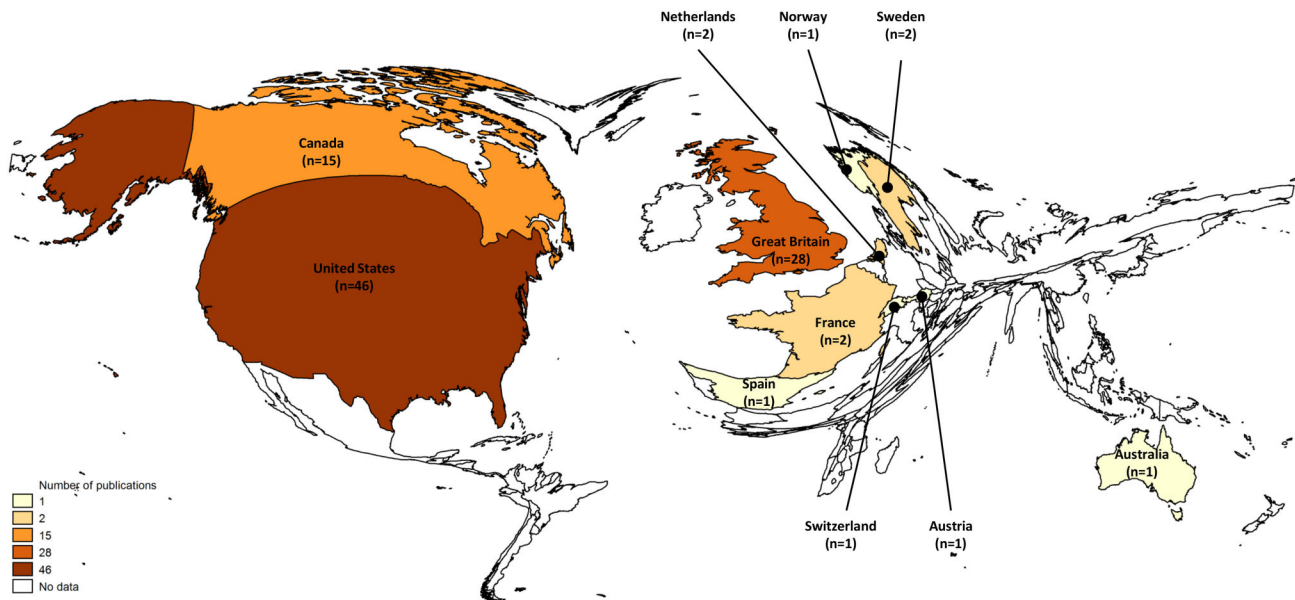 Netherlands
(n=2)
Norway
(n=1)
Sweden
(n=2)
Canada
(n=15)
United States
(n=46)
Great Britain
(n=28)
France
(n=2)
Spain
(n=1)
Australia
(n=1)
Switzerland
(n=1)
Austria
(n=1)
Number of publications
1
2
15
28
46
No data